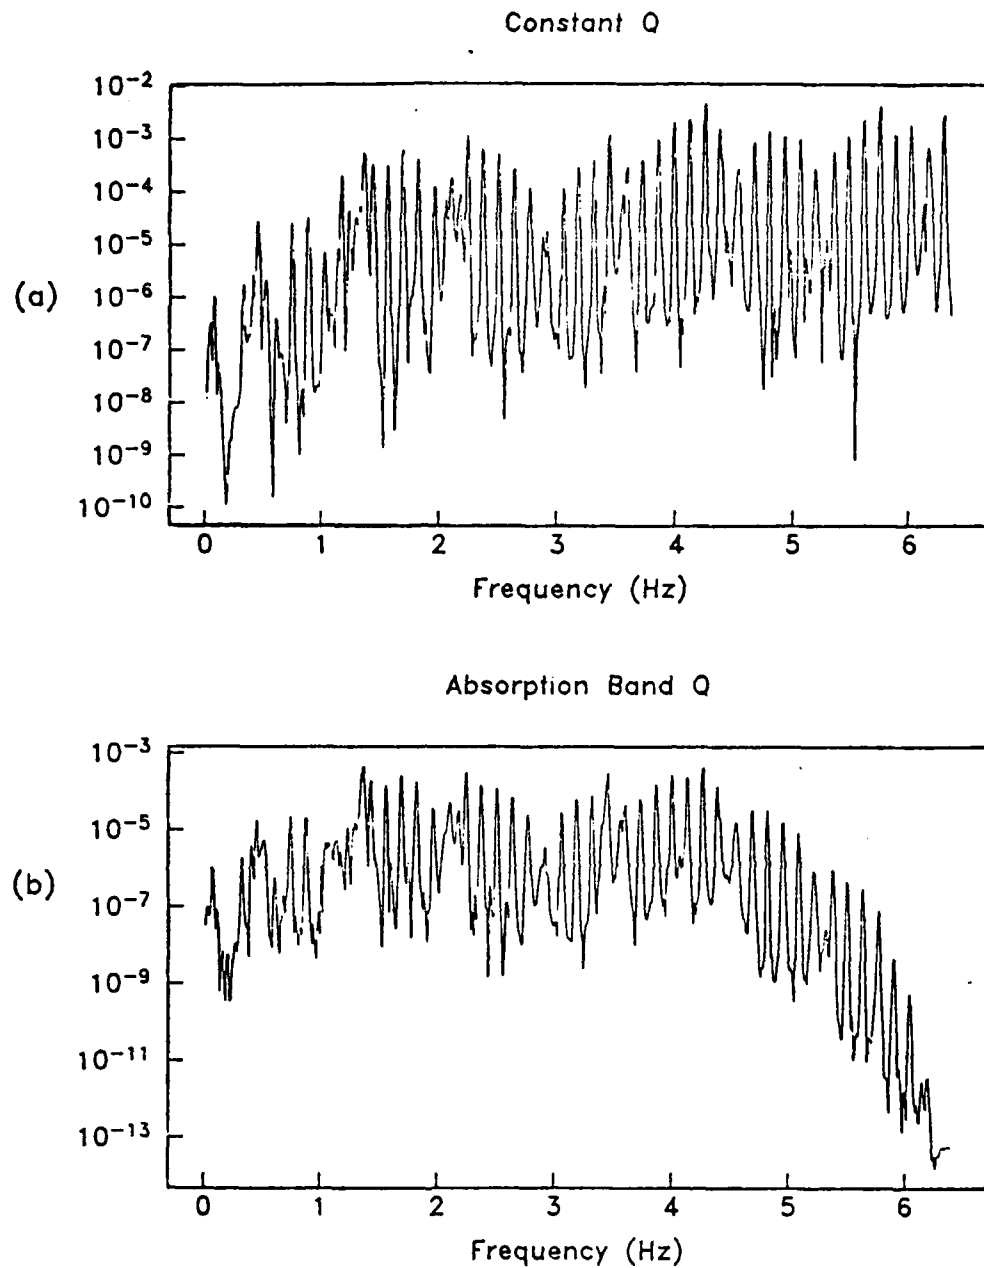 Constant Q
10⁻²
10⁻³
10⁻⁴
10⁻⁵
10⁻⁶
10⁻⁷
10⁻⁸
10⁻⁹
10⁻¹⁰
(a)
0 1 2 3 4 5 6
Frequency (Hz)
Absorption Band Q
10⁻³
10⁻⁵
10⁻⁷
10⁻⁹
10⁻¹¹
10⁻¹³
(b)
0 1 2 3 4 5 6
Frequency (Hz)